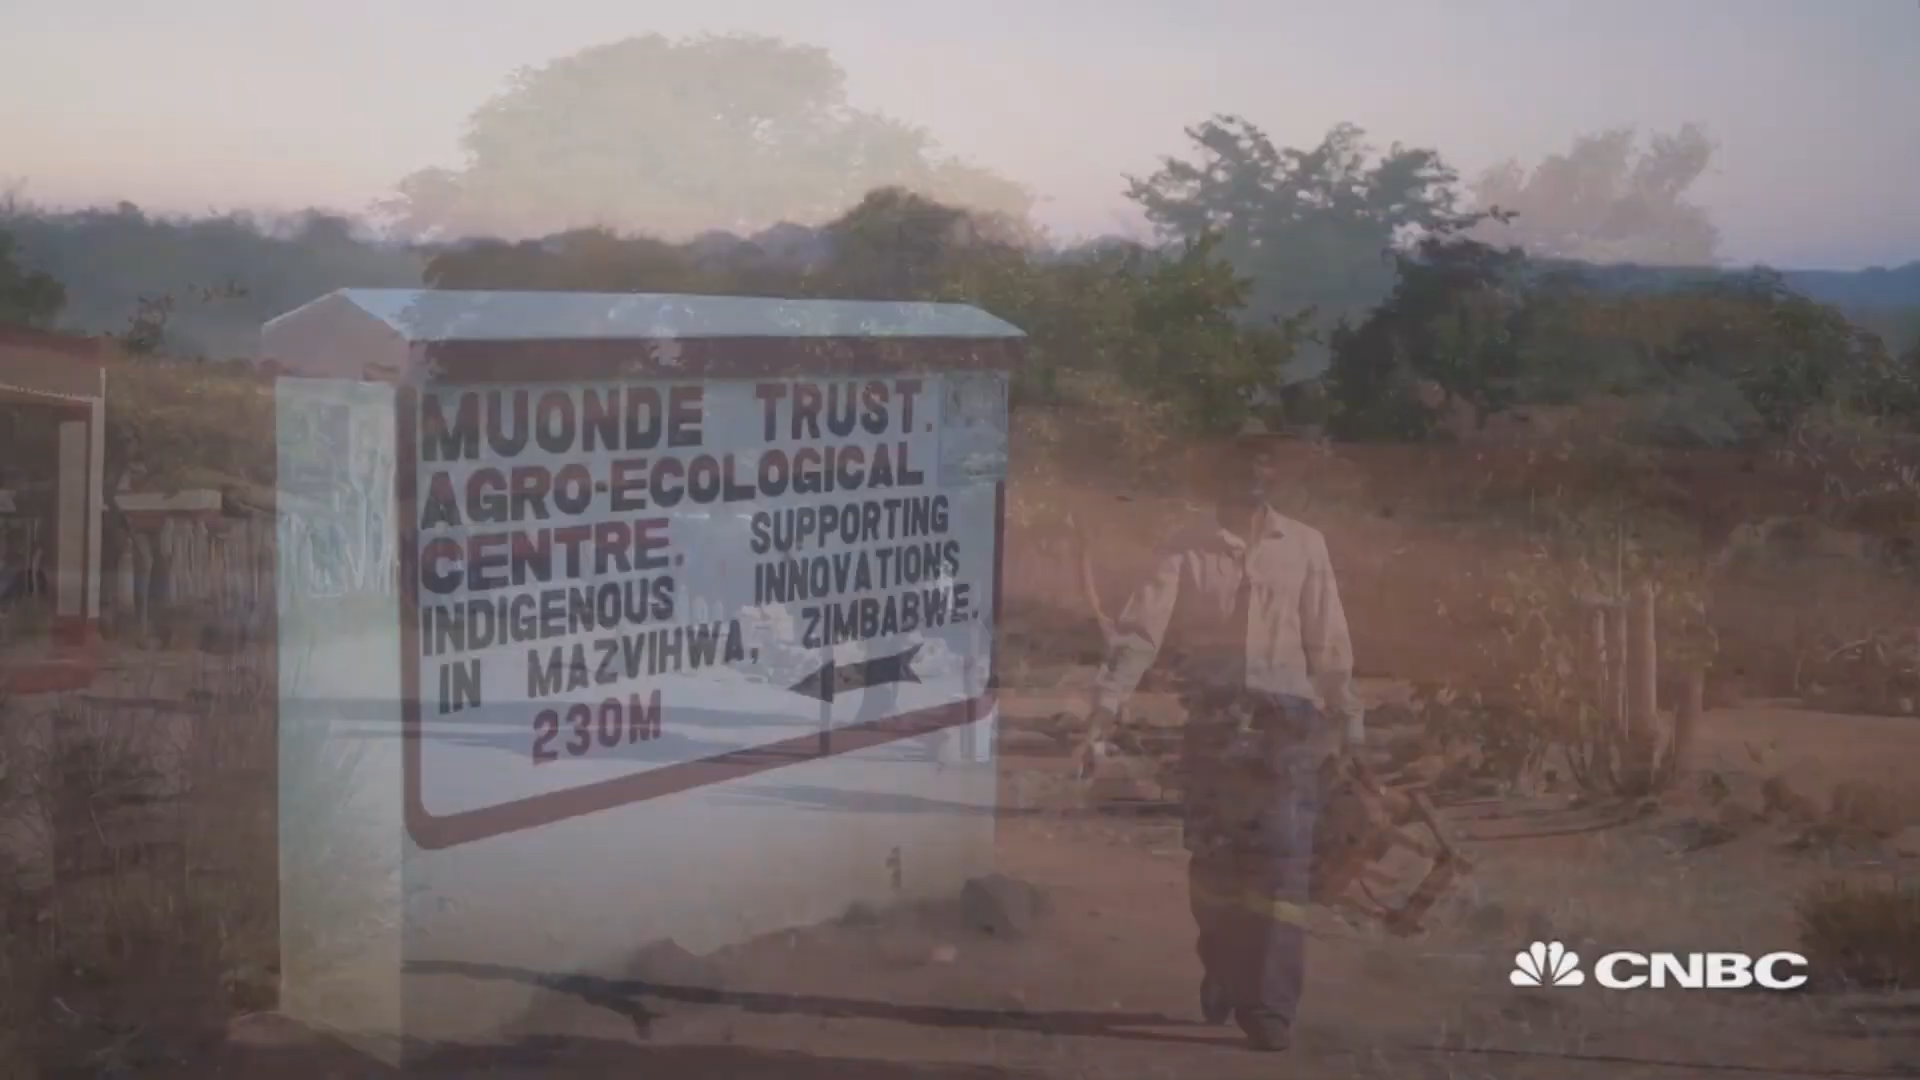 MUONDE TRUST.
AGRO-ECOLOGICAL
CENTRE. SUPPORTING
INDIGENOUS INNOVATIONS
IN MAZVIHWA, ZIMBABWE.
230M
CNBC